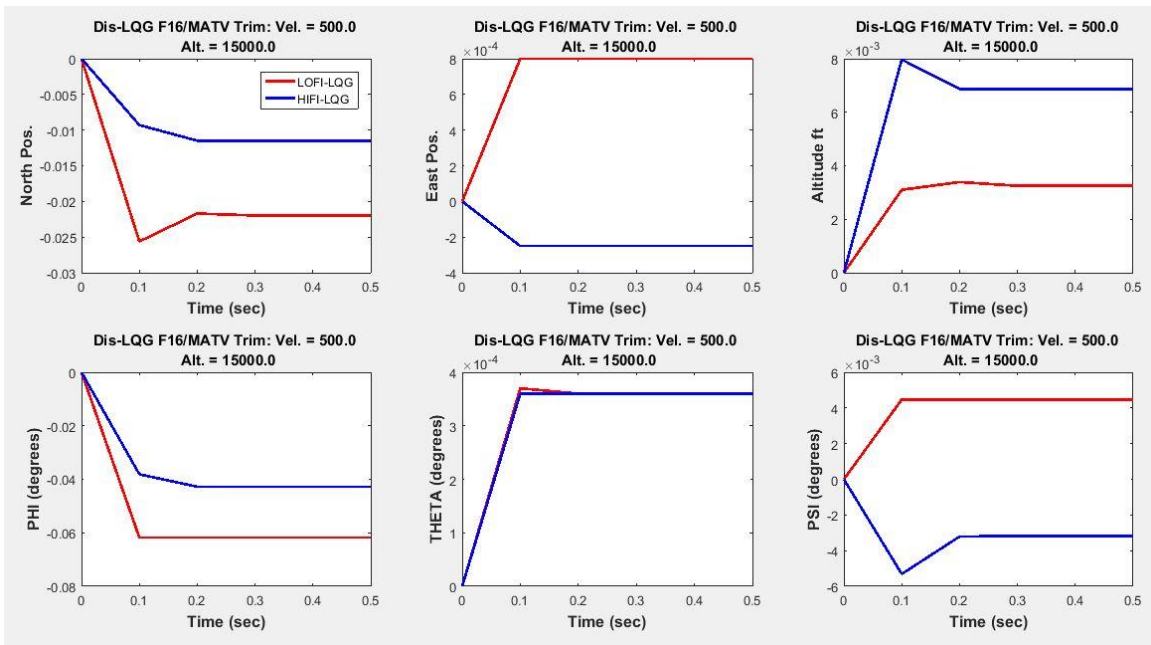 Dis-LQG F16/MATV Trim: Vel. = 500.0
Alt. = 15000.0
0
-0.005
-0.01
-0.015
-0.02
-0.025
-0.03
North Pos.
LOFI-LQG
HIFI-LQG
0 0.1 0.2 0.3 0.4 0.5
Time (sec)
Dis-LQG F16/MATV Trim: Vel. = 500.0
Alt. = 15000.0
×10⁻⁴
8
6
4
2
0
-2
-4
East Pos.
0 0.1 0.2 0.3 0.4 0.5
Time (sec)
Dis-LQG F16/MATV Trim: Vel. = 500.0
Alt. = 15000.0
×10⁻³
8
6
4
2
0
Altitude ft
0 0.1 0.2 0.3 0.4 0.5
Time (sec)
Dis-LQG F16/MATV Trim: Vel. = 500.0
Alt. = 15000.0
0
-0.02
-0.04
-0.06
-0.08
PHI (degrees)
0 0.1 0.2 0.3 0.4 0.5
Time (sec)
Dis-LQG F16/MATV Trim: Vel. = 500.0
Alt. = 15000.0
×10⁻⁴
4
3
2
1
0
THETA (degrees)
0 0.1 0.2 0.3 0.4 0.5
Time (sec)
Dis-LQG F16/MATV Trim: Vel. = 500.0
Alt. = 15000.0
×10⁻³
6
4
2
0
-2
-4
-6
PSI (degrees)
0 0.1 0.2 0.3 0.4 0.5
Time (sec)